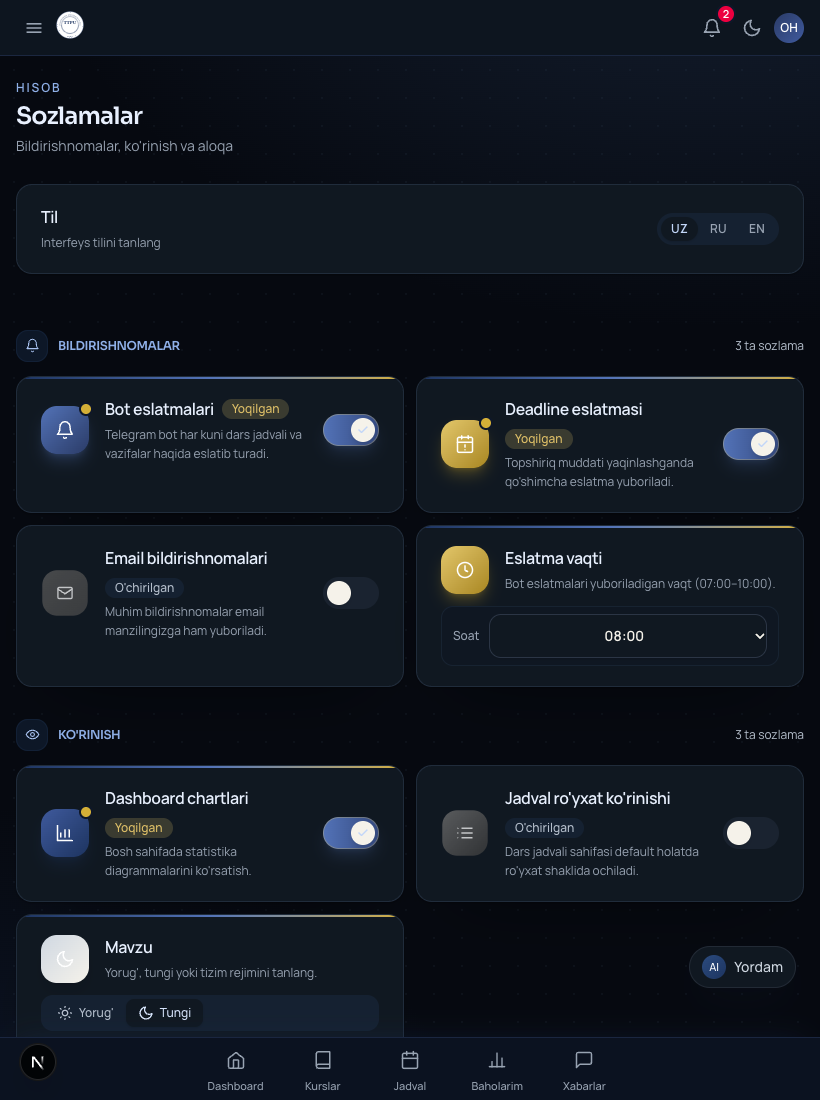 TTPU
2
OH
HISOB
Sozlamalar
Bildirishnomalar, ko'rinish va aloqa
Til
Interfeys tilini tanlang
UZ RU EN
BILDIRISHNOMALAR
3 ta sozlama
Bot eslatmalari Yoqilgan
Telegram bot har kuni dars jadvali va
vazifalar haqida eslatib turadi.
Deadline eslatmasi
Yoqilgan
Topshiriq muddati yaqinlashganda
qo'shimcha eslatma yuboriladi.
Email bildirishnomalari
O'chirilgan
Muhim bildirishnomalar email
manzilingizga ham yuboriladi.
Eslatma vaqti
Bot eslatmalari yuboriladigan vaqt (07:00–10:00).
Soat 08:00
KO'RINISH
3 ta sozlama
Dashboard chartlari
Yoqilgan
Bosh sahifada statistika
diagrammalarini ko'rsatish.
Jadval ro'yxat ko'rinishi
O'chirilgan
Dars jadvali sahifasi default holatda
ro'yxat shaklida ochiladi.
Mavzu
Yorug', tungi yoki tizim rejimini tanlang.
Yorug' Tungi
AI Yordam
N
Dashboard Kurslar Jadval Baholarim Xabarlar